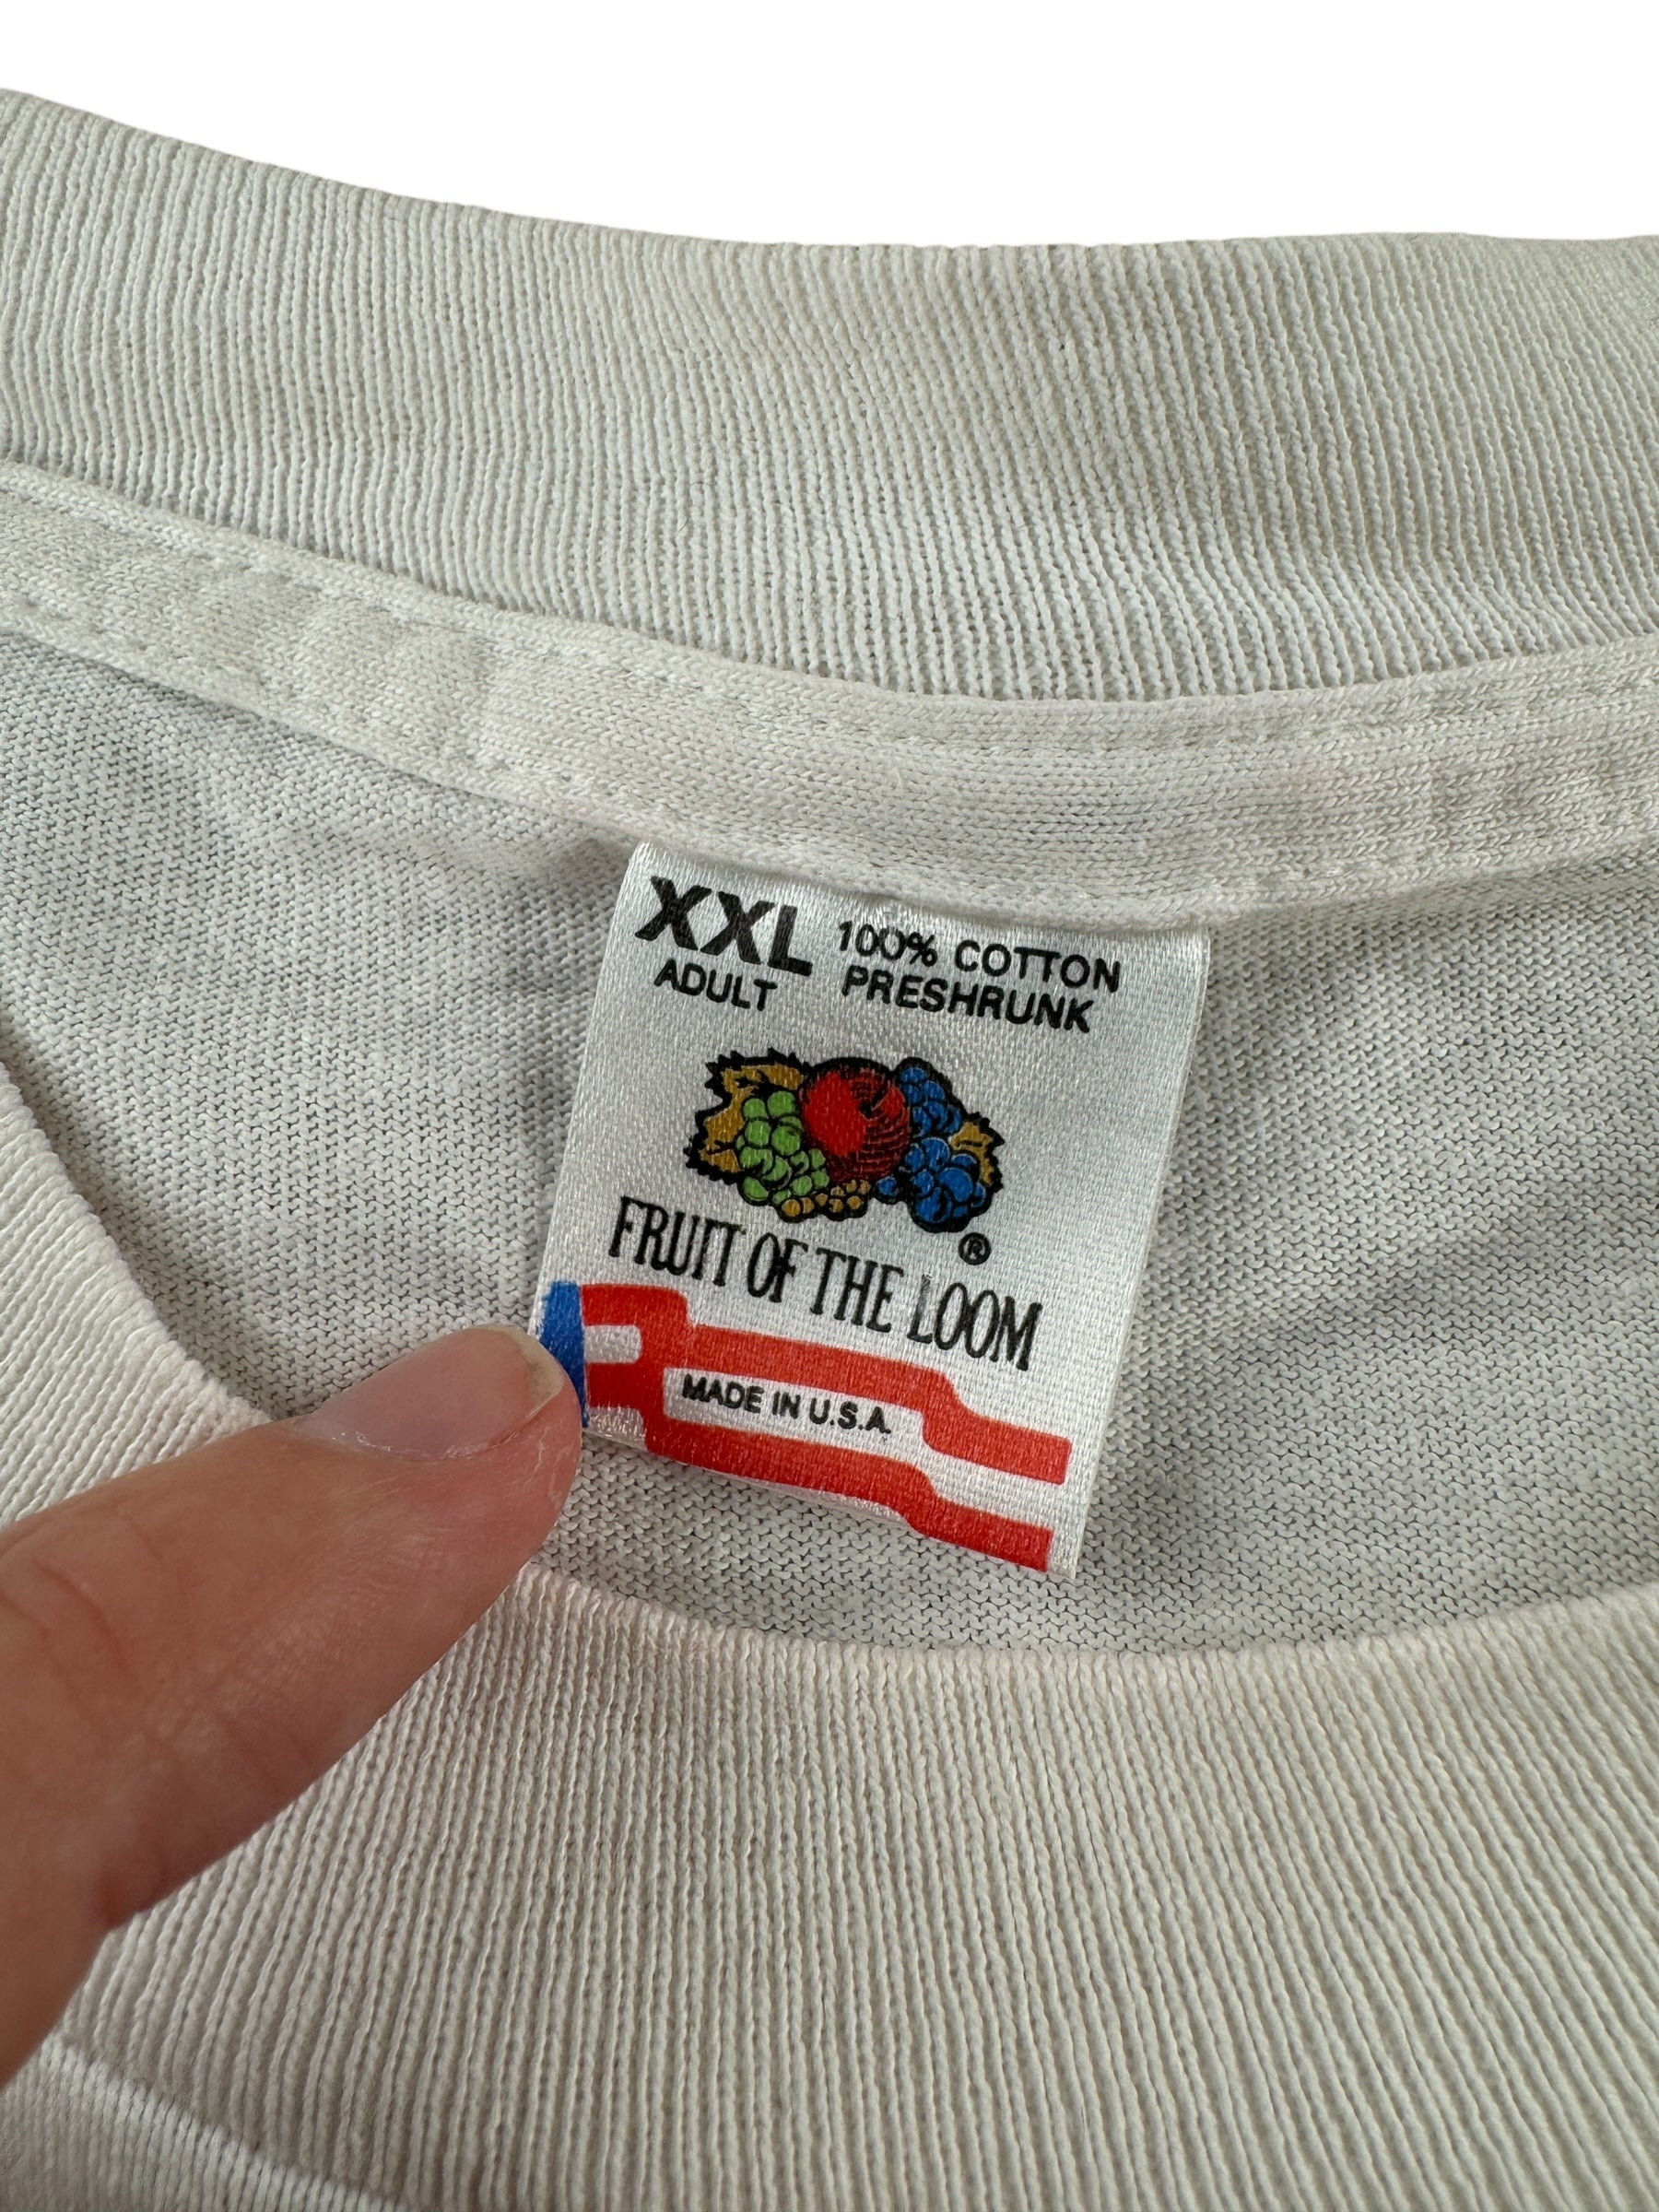 XXL 100% COTTON
ADULT PRESHRUNK
®
FRUIT OF THE LOOM
MADE IN U.S.A.